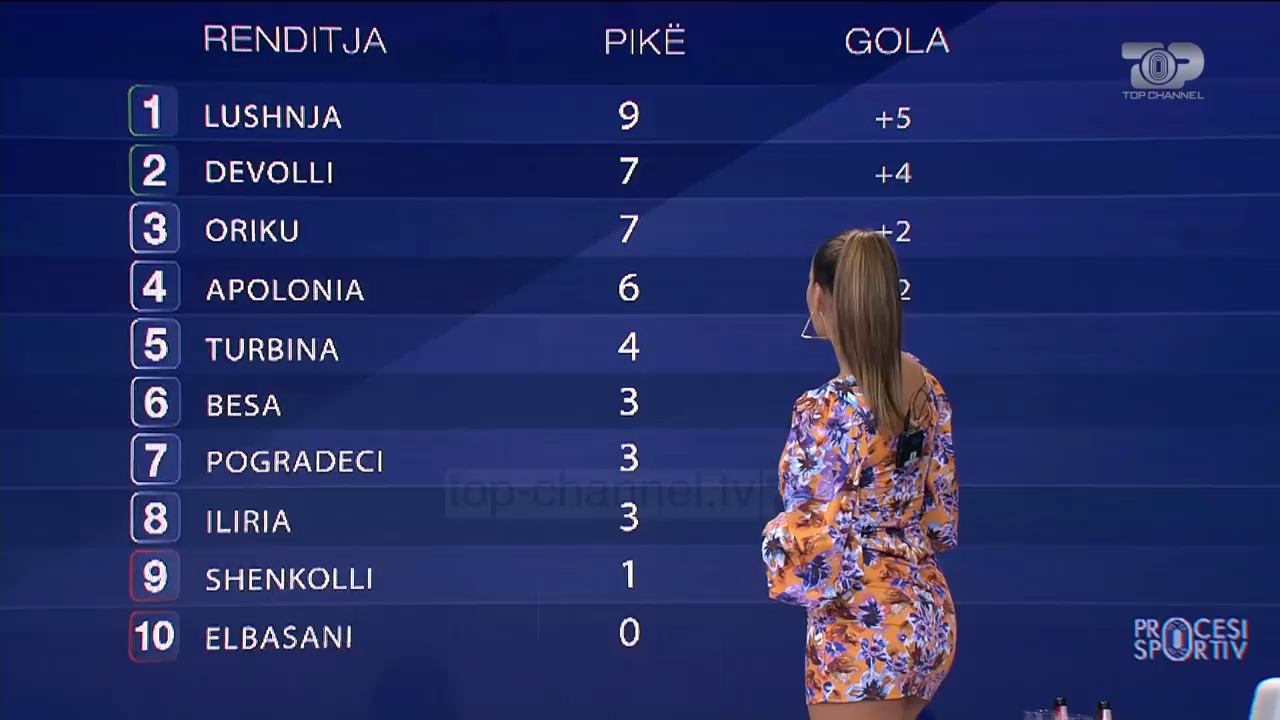 RENDITJA PIKË GOLA
TOP CHANNEL
1 LUSHNJA 9 +5
2 DEVOLLI 7 +4
3 ORIKU 7 +2
4 APOLONIA 6 2
5 TURBINA 4
6 BESA 3
7 POGRADECI 3
top-channel.tv
8 ILIRIA 3
9 SHENKOLLI 1
10 ELBASANI 0
PROCESI
SPORTIV